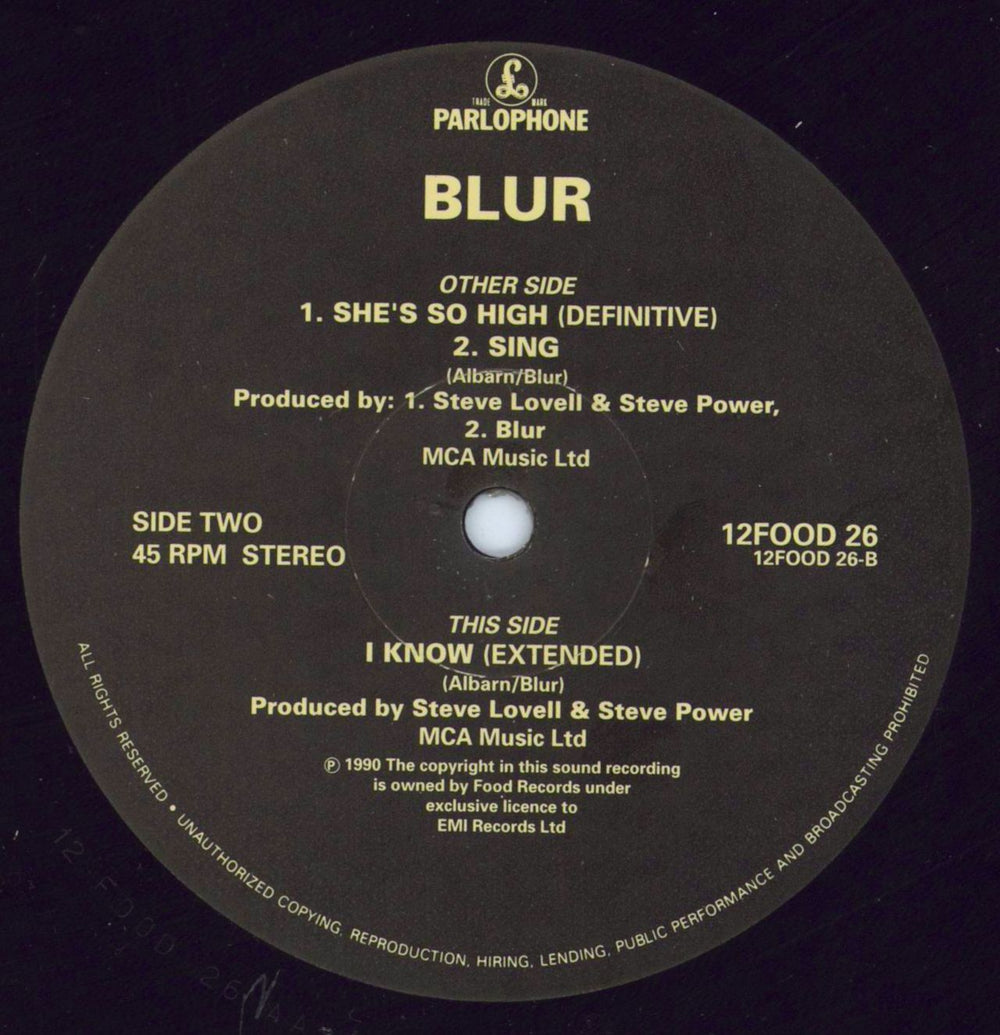 TRADE MARK
PARLOPHONE
BLUR
OTHER SIDE
1. SHE'S SO HIGH (DEFINITIVE)
2. SING
(Albarn/Blur)
Produced by: 1. Steve Lovell & Steve Power,
2. Blur
MCA Music Ltd
SIDE TWO
45 RPM STEREO
12FOOD 26
12FOOD 26-B
THIS SIDE
I KNOW (EXTENDED)
(Albarn/Blur)
Produced by Steve Lovell & Steve Power
MCA Music Ltd
℗ 1990 The copyright in this sound recording
is owned by Food Records under
exclusive licence to
EMI Records Ltd
ALL RIGHTS RESERVED • UNAUTHORIZED COPYING, REPRODUCTION, HIRING, LENDING, PUBLIC PERFORMANCE AND BROADCASTING PROHIBITED
12 FOOD 26